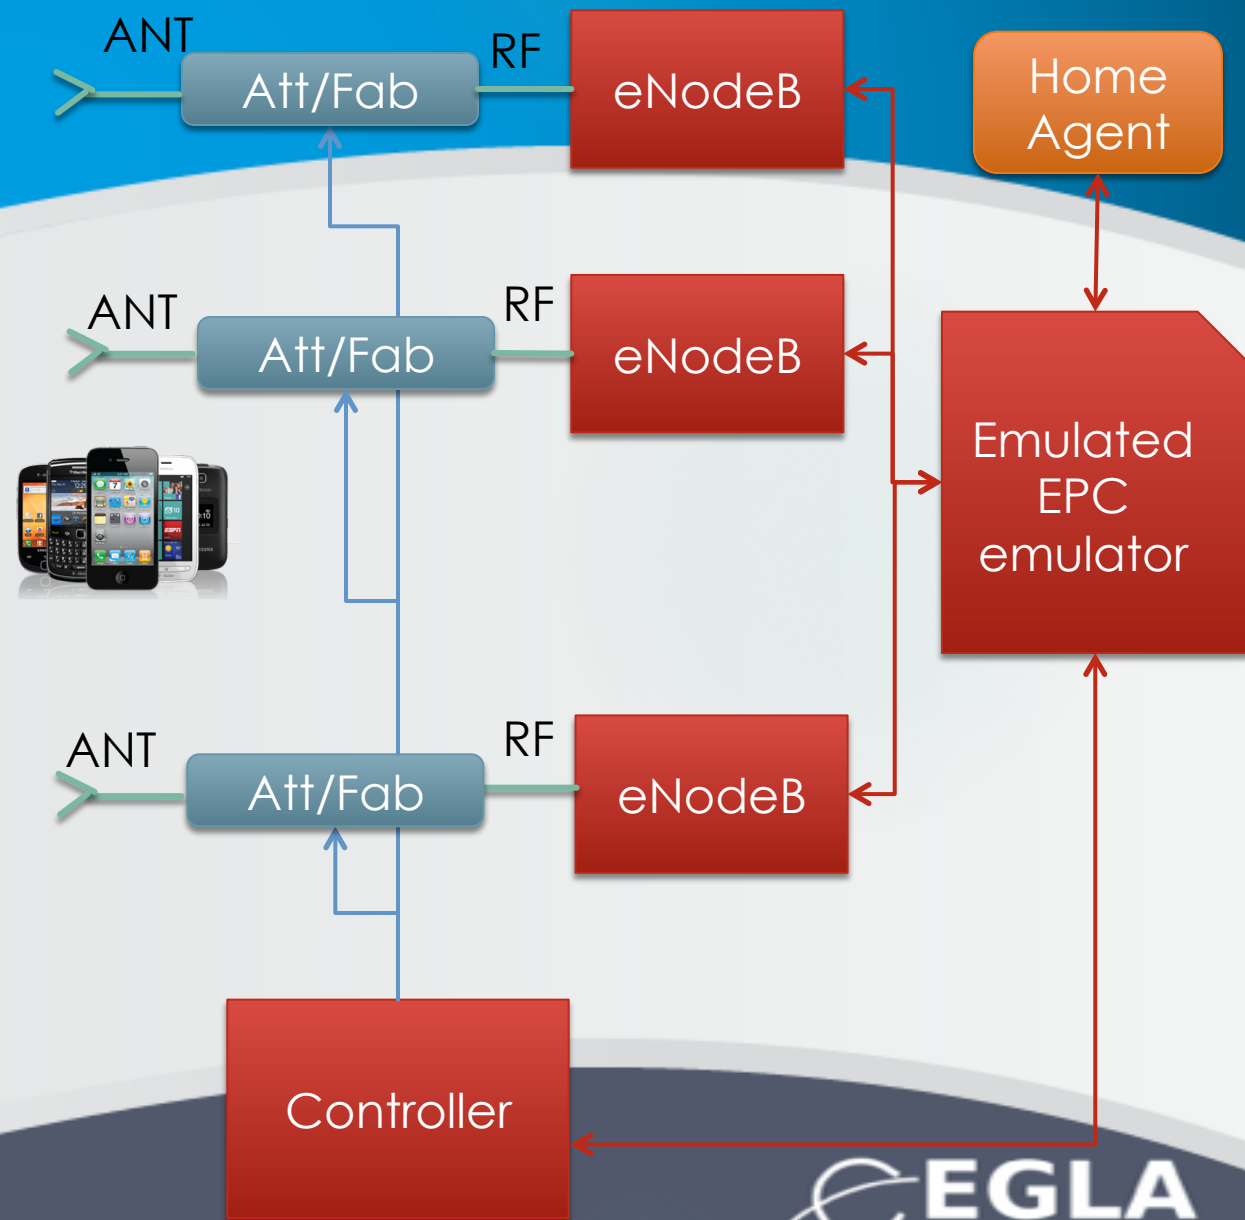 ANT
Att/Fab
RF
eNodeB
Home
Agent
ANT
Att/Fab
RF
eNodeB
Emulated
EPC
emulator
ANT
Att/Fab
RF
eNodeB
Controller
EGLA